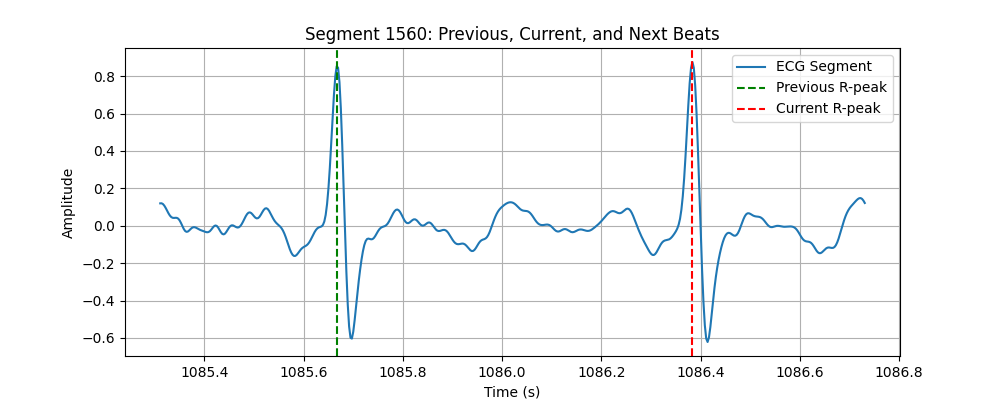 Segment 1560: Previous, Current, and Next Beats
ECG Segment
Previous R-peak
Current R-peak
Amplitude
0.8
0.6
0.4
0.2
0.0
−0.2
−0.4
−0.6
1085.4 1085.6 1085.8 1086.0 1086.2 1086.4 1086.6 1086.8
Time (s)